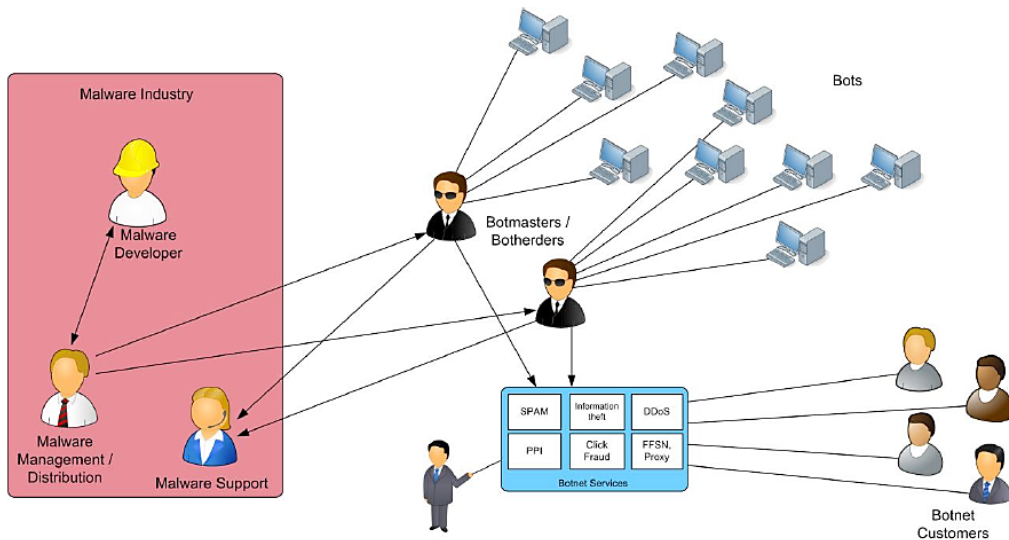 Malware Industry
Malware
Developer
Malware
Management /
Distribution
Malware Support
Botmasters /
Botherders
Bots
SPAM
Information
theft
DDoS
PPI
Click
Fraud
FFSN,
Proxy
Botnet Services
Botnet
Customers